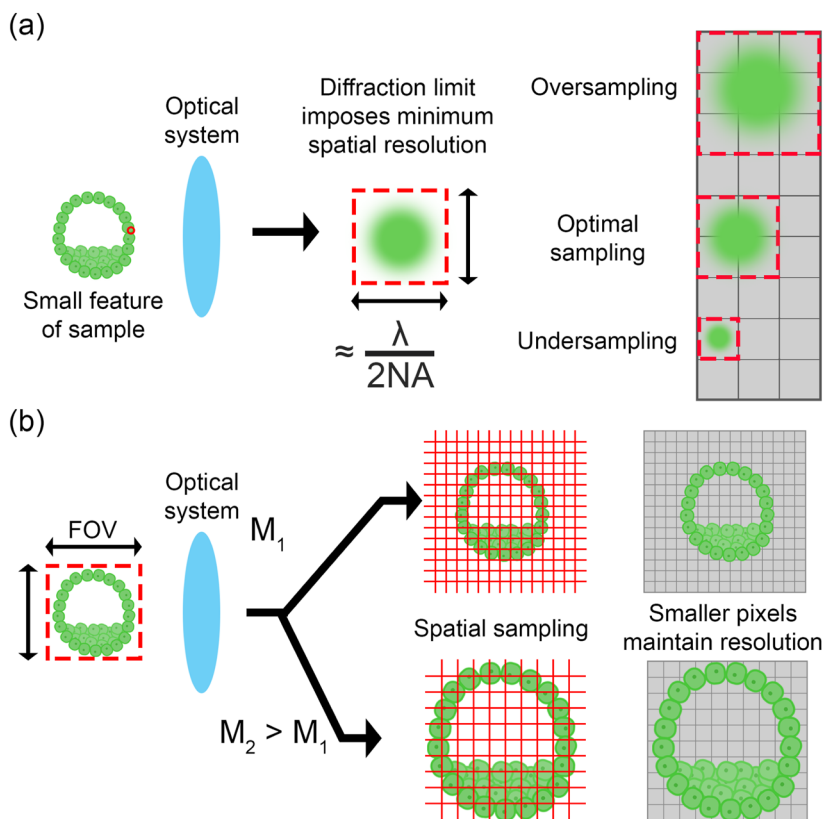 (a)
Optical
system
Small feature
of sample
Diffraction limit
imposes minimum
spatial resolution
≈ λ
2NA
Oversampling
Optimal
sampling
Undersampling
(b)
FOV
Optical
system
M1
M2 > M1
Spatial sampling
Smaller pixels
maintain resolution